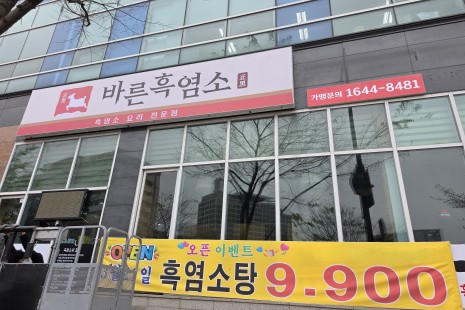 바른흑염소
흑염소 요리 전문점
가맹문의 1644-8481
OPEN 오픈 이벤트
일 흑염소탕 9.900